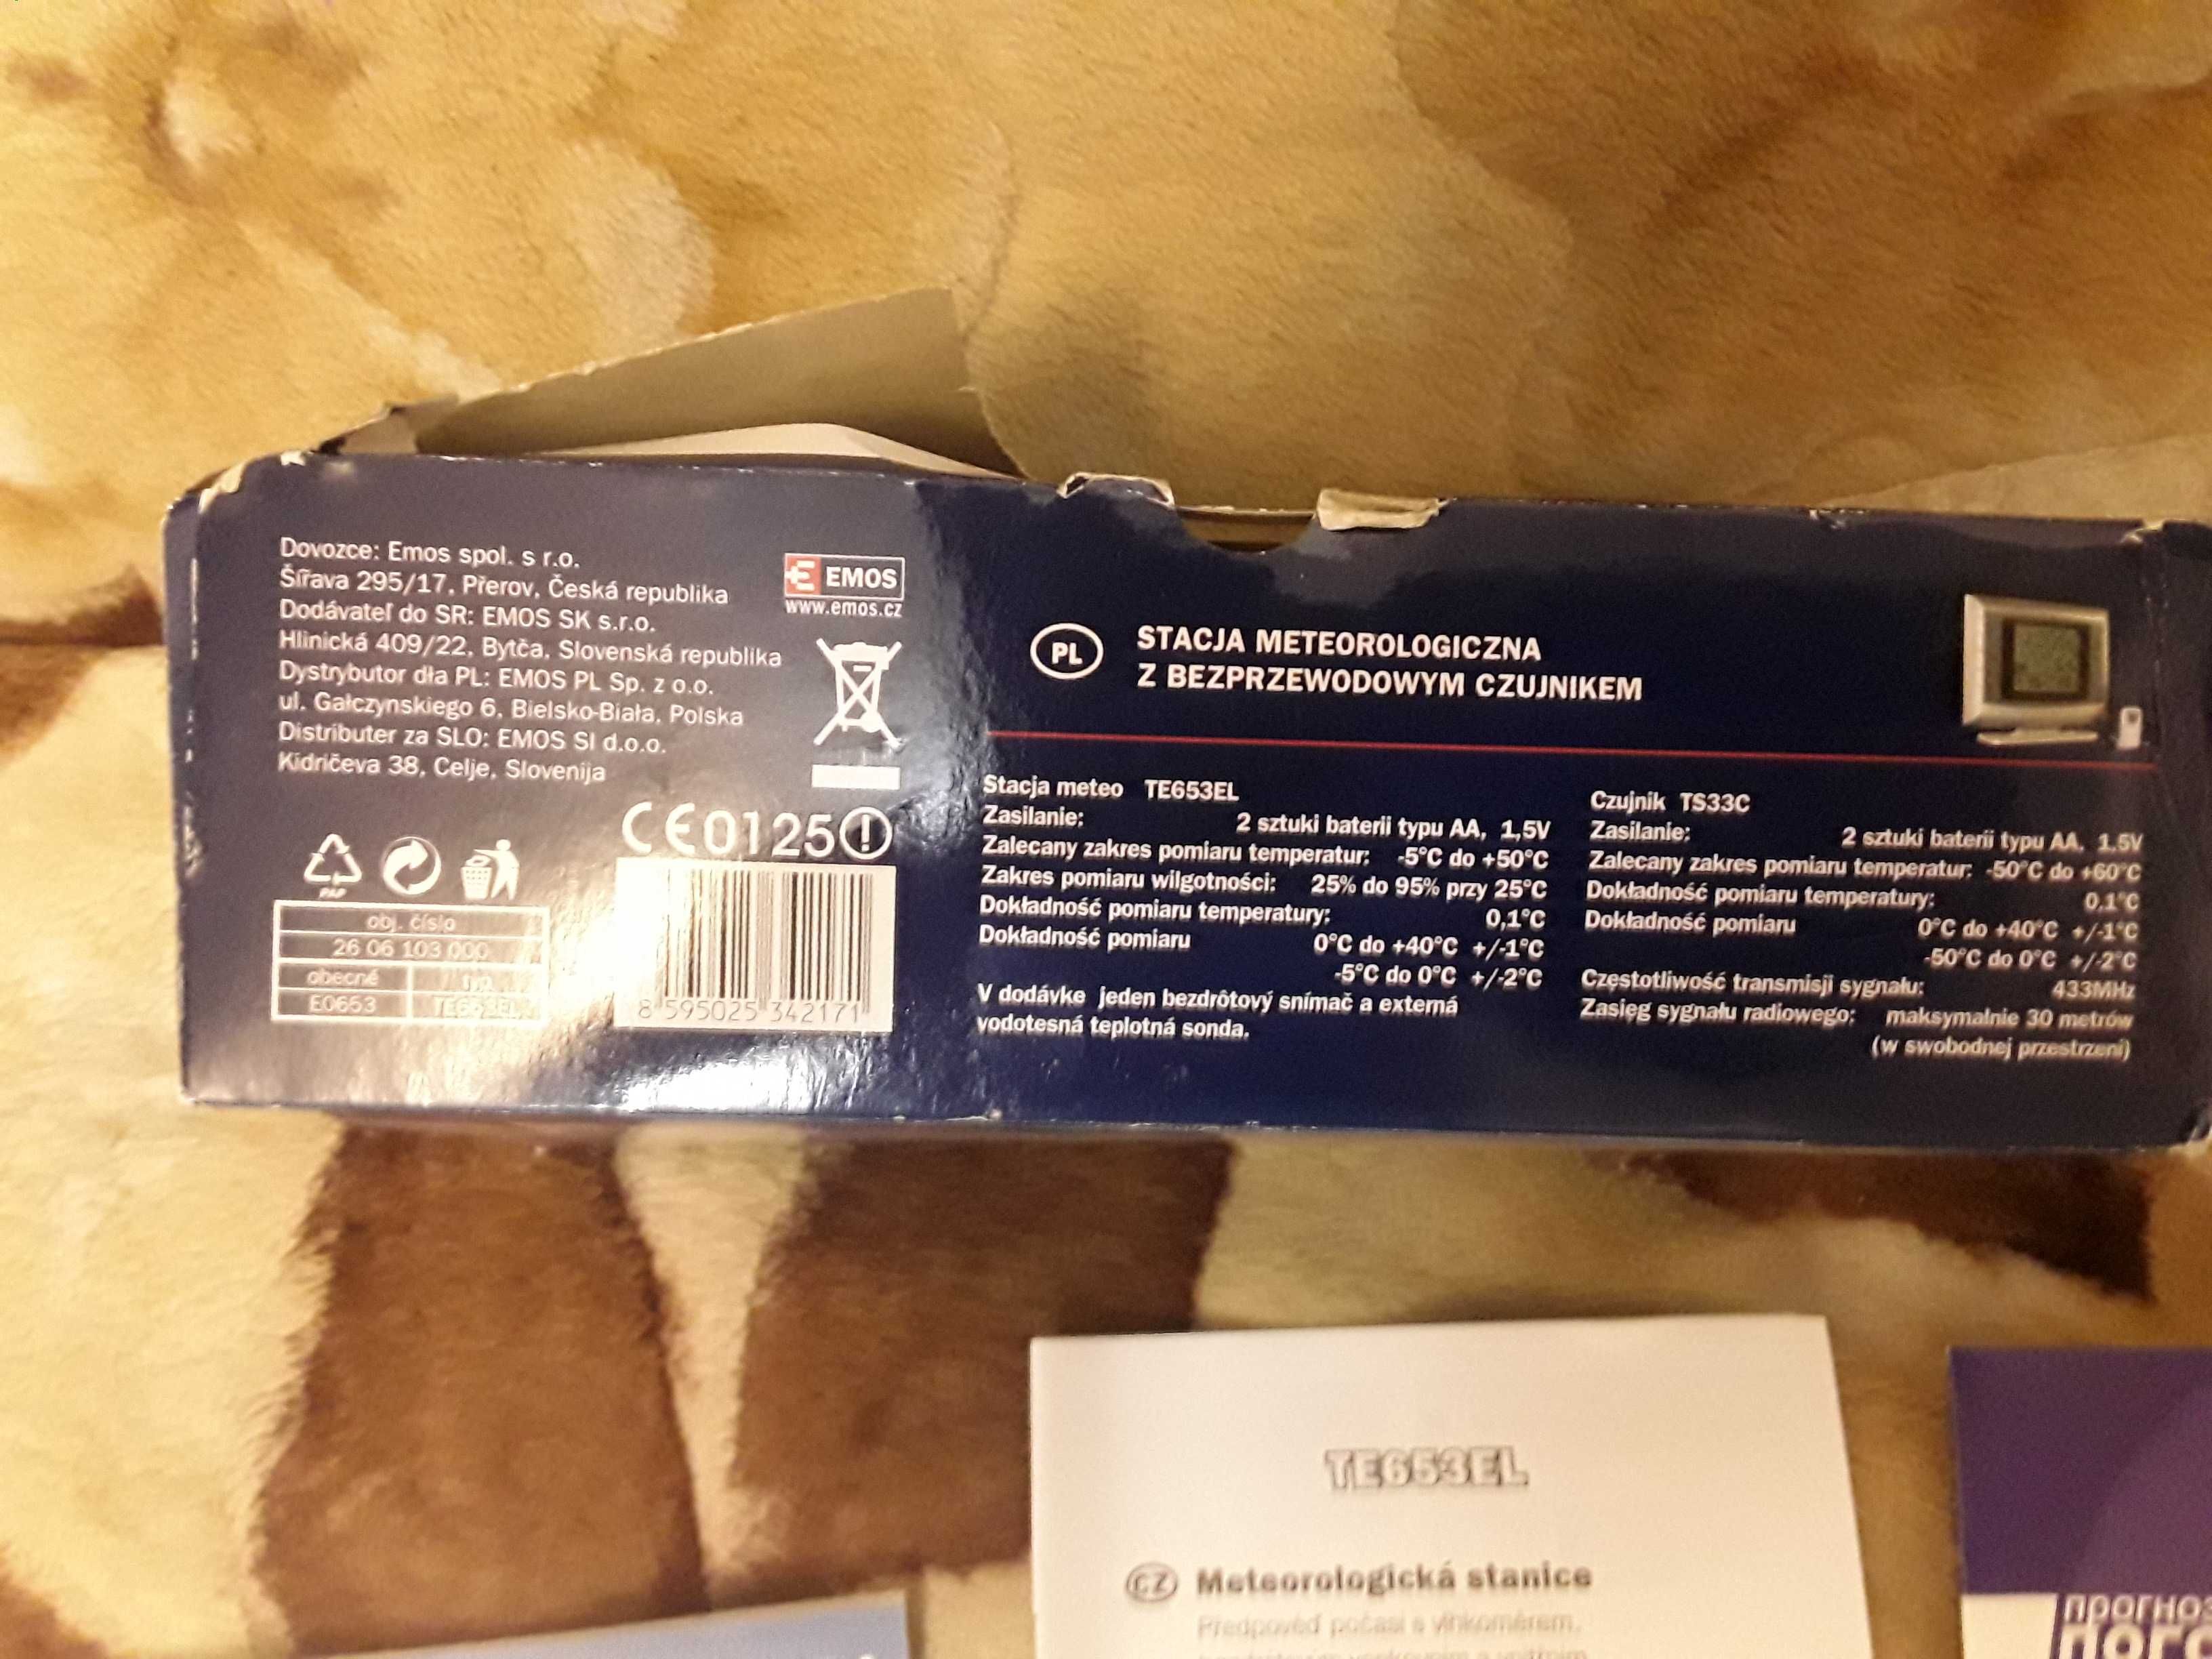 Dovozce: Emos spol. s r.o.
Šířava 295/17, Přerov, Česká republika
Dodávateľ do SR: EMOS SK s.r.o.
Hlinická 409/22, Bytča, Slovenská republika
Dystrybutor dla PL: EMOS PL Sp. z o.o.
ul. Gałczynskiego 6, Bielsko-Biała, Polska
Distributer za SLO: EMOS SI d.o.o.
Kidričeva 38, Celje, Slovenija
EMOS
www.emos.cz
CE0125
PAP
obj. číslo
26 06 103 000
obecné typ
E0653 TE653EL
8 595025 342171
PL
STACJA METEOROLOGICZNA
Z BEZPRZEWODOWYM CZUJNIKEM
Stacja meteo TE653EL
Zasilanie: 2 sztuki baterii typu AA, 1,5V
Zalecany zakres pomiaru temperatur: -5°C do +50°C
Zakres pomiaru wilgotności: 25% do 95% przy 25°C
Dokładność pomiaru temperatury: 0,1°C
Dokładność pomiaru 0°C do +40°C +/-1°C
-5°C do 0°C +/-2°C
V dodávke jeden bezdrôtový snímač a externá
vodotesná teplotná sonda.
Czujnik TS33C
Zasilanie: 2 sztuki baterii typu AA, 1.5V
Zalecany zakres pomiaru temperatur: -50°C do +60°C
Dokładność pomiaru temperatury: 0.1°C
Dokładność pomiaru 0°C do +40°C +/-1°C
-50°C do 0°C +/-2°C
Częstotliwość transmisji sygnału: 433MHz
Zasięg sygnału radiowego: maksymalnie 30 metrów
(w swobodnej przestrzeni)
TE653EL
CZ Meteorologická stanice
Předpověď počasí s vlhkoměrem,